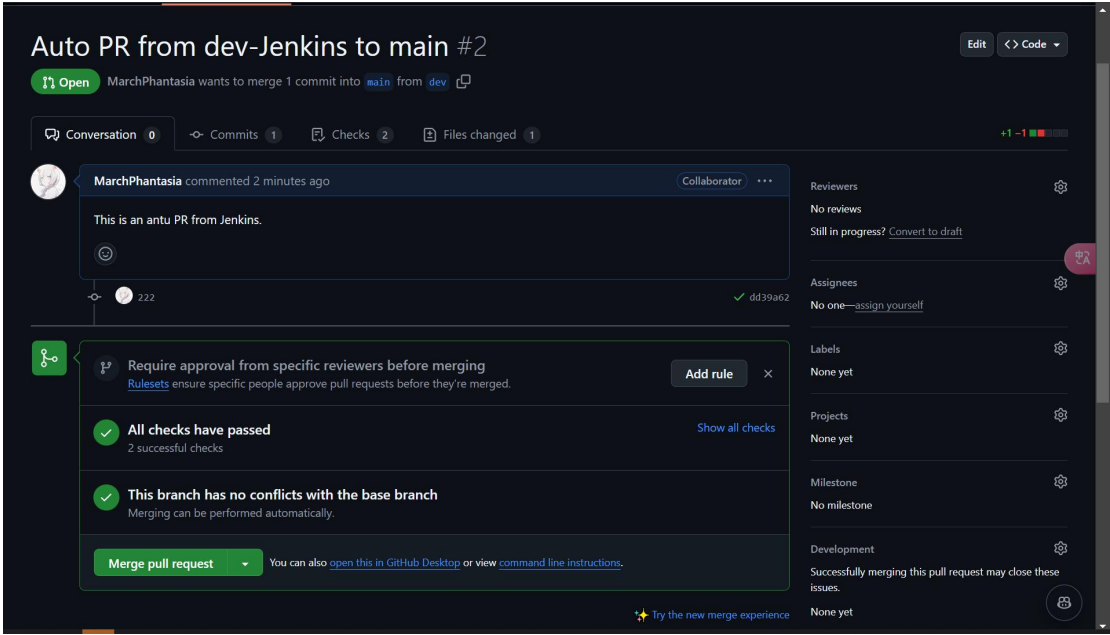 Auto PR from dev-Jenkins to main #2
Edit
<> Code
Open
MarchPhantasia wants to merge 1 commit into main from dev
Conversation 0
Commits 1
Checks 2
Files changed 1
+1 −1
MarchPhantasia commented 2 minutes ago
Collaborator
This is an antu PR from Jenkins.
222
dd39a62
Require approval from specific reviewers before merging
Rulesets ensure specific people approve pull requests before they're merged.
Add rule
All checks have passed
2 successful checks
Show all checks
This branch has no conflicts with the base branch
Merging can be performed automatically.
Merge pull request
You can also open this in GitHub Desktop or view command line instructions.
Try the new merge experience
Reviewers
No reviews
Still in progress? Convert to draft
Assignees
No one—assign yourself
Labels
None yet
Projects
None yet
Milestone
No milestone
Development
Successfully merging this pull request may close these
issues.
None yet
中A